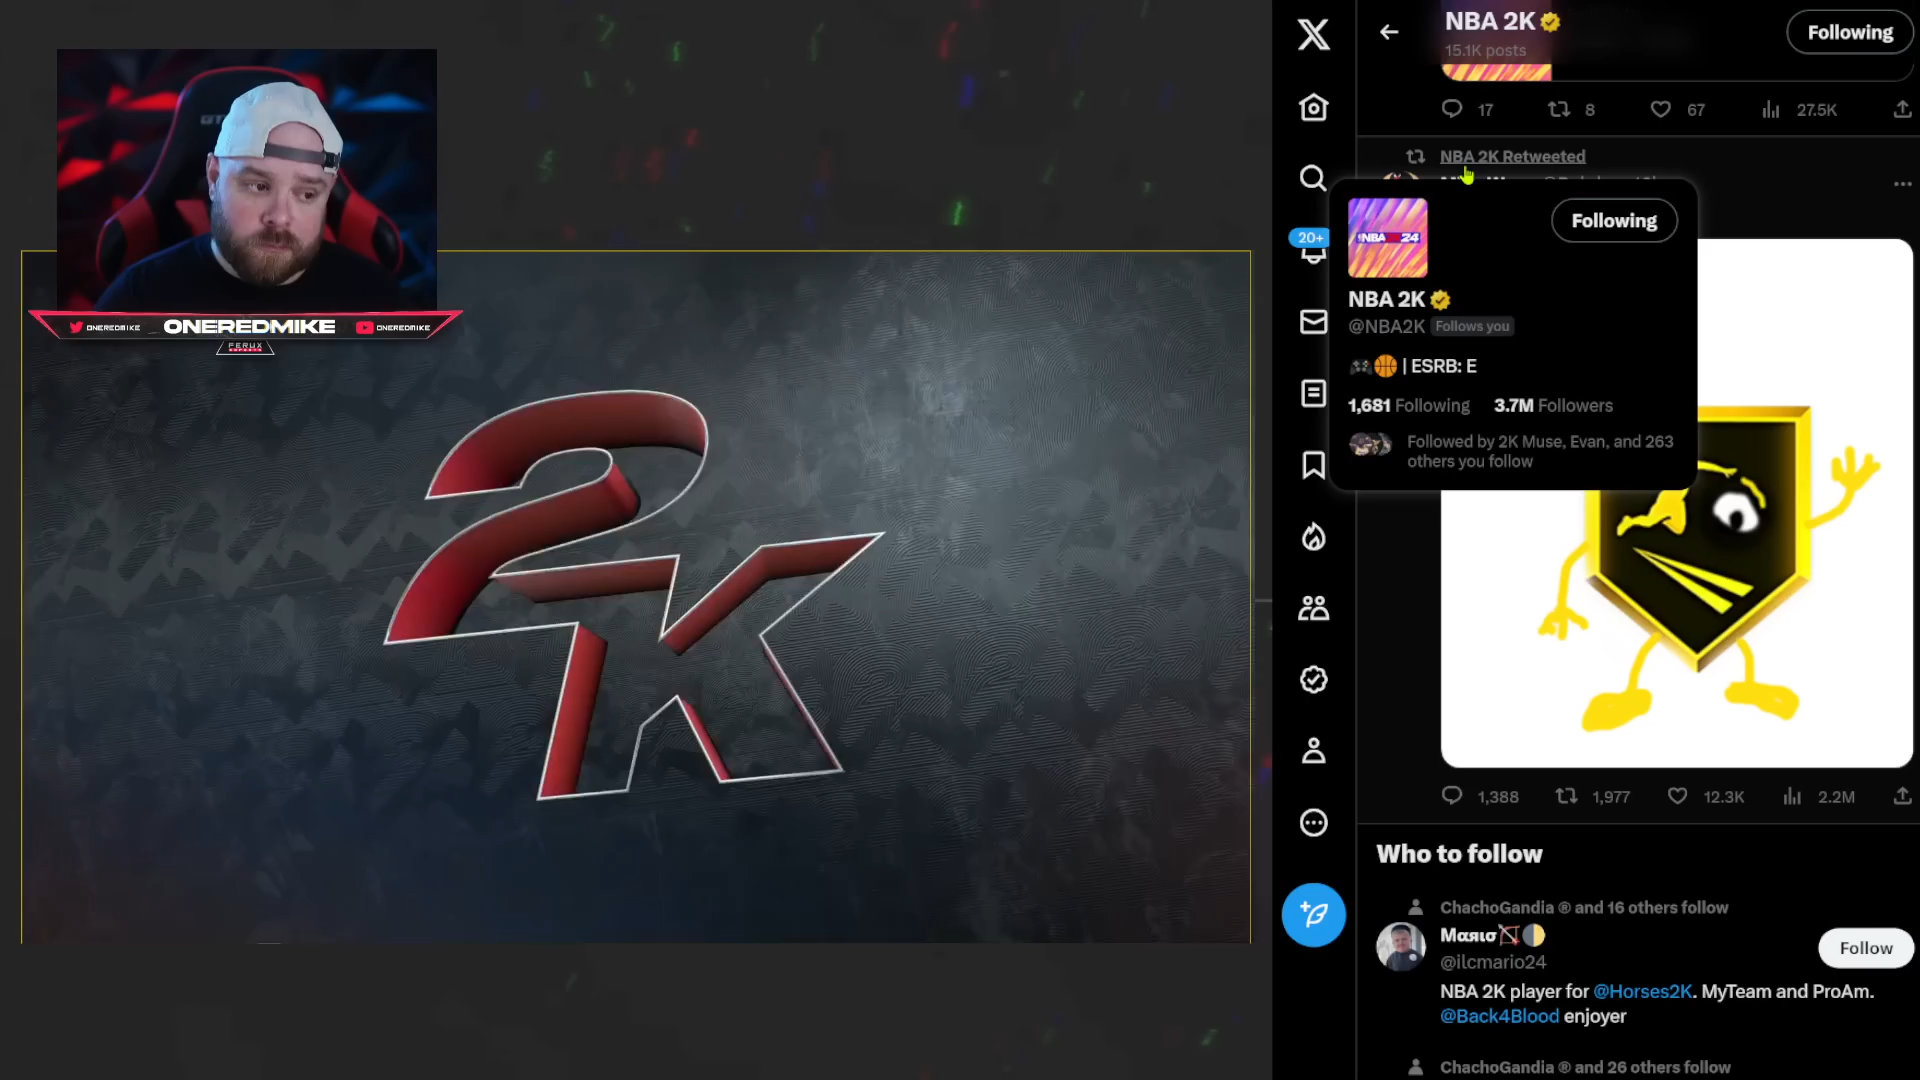 GT
ONEREDMIKE
ONEREDMIKE
ONEREDMIKE
PERUX
2K
NBA 2K
15.1K posts
Following
17
8
67
27.5K
NBA 2K Retweeted
20+
NBA 24
Following
NBA 2K
@NBA2K Follows you
| ESRB: E
1,681 Following 3.7M Followers
Followed by 2K Muse, Evan, and 263
others you follow
1,388
1,977
12.3K
2.2M
Who to follow
ChachoGandia ® and 16 others follow
Mαяισ
@ilcmario24
Follow
NBA 2K player for @Horses2K. MyTeam and ProAm.
@Back4Blood enjoyer
ChachoGandia ® and 26 others follow